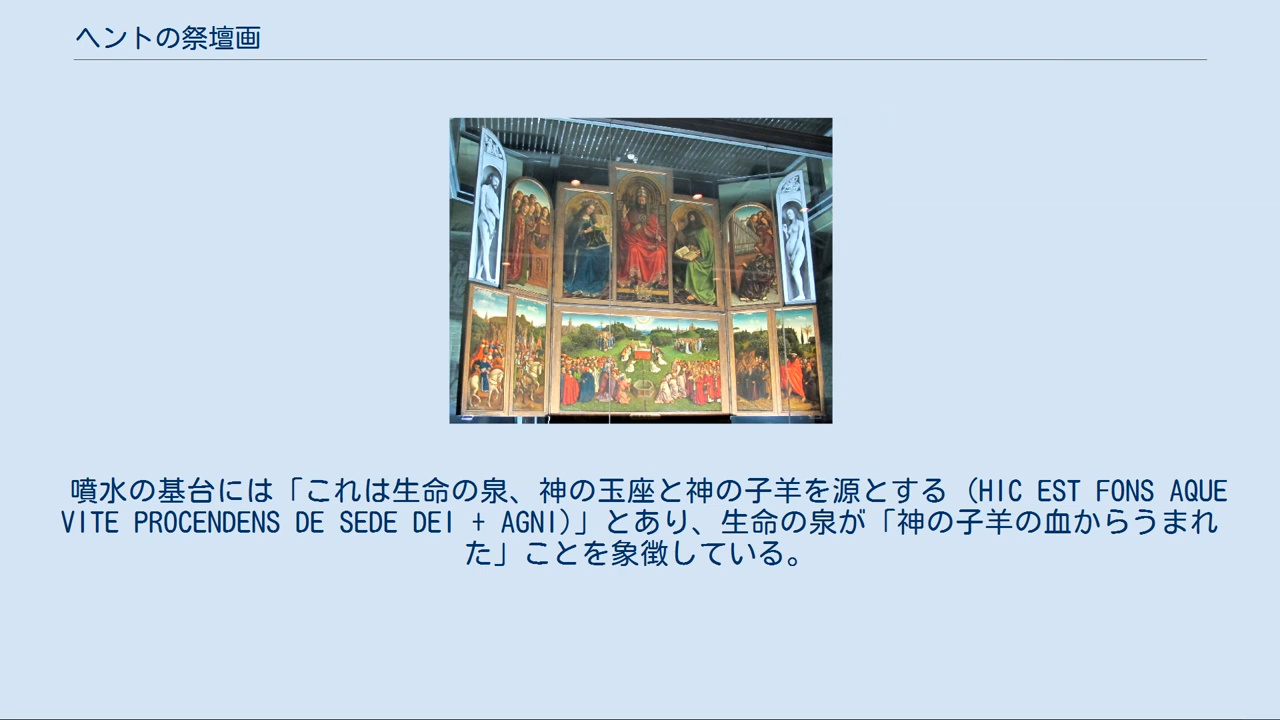 ヘントの祭壇画
噴水の基台には「これは生命の泉、神の玉座と神の子羊を源とする (HIC EST FONS AQUE
VITE PROCENDENS DE SEDE DEI + AGNI)」とあり、生命の泉が「神の子羊の血からうまれ
た」ことを象徴している。